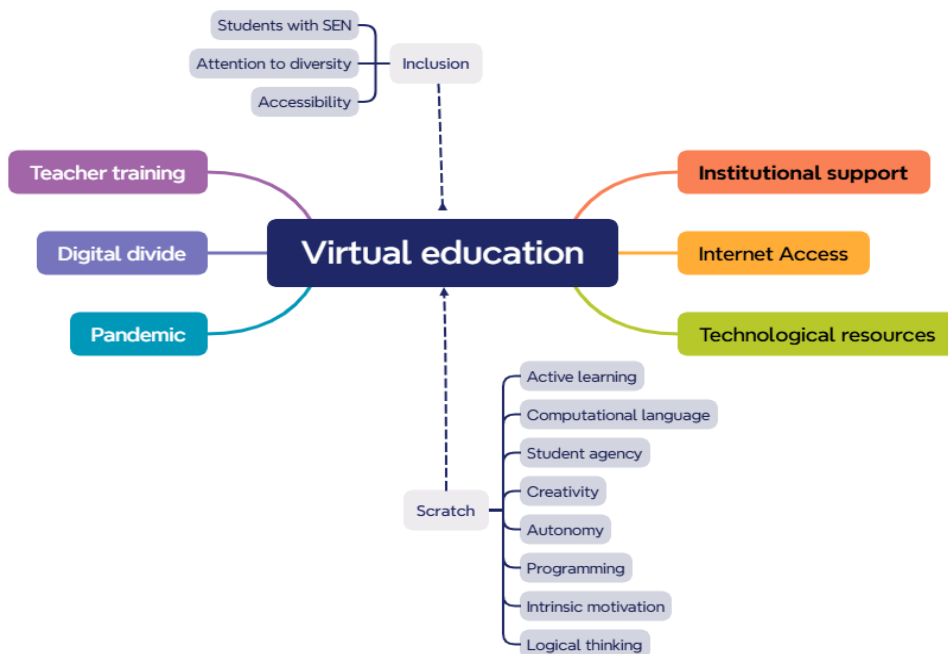 Students with SEN
Attention to diversity
Accessibility
Inclusion
Teacher training
Digital divide
Pandemic
Virtual education
Institutional support
Internet Access
Technological resources
Scratch
Active learning
Computational language
Student agency
Creativity
Autonomy
Programming
Intrinsic motivation
Logical thinking